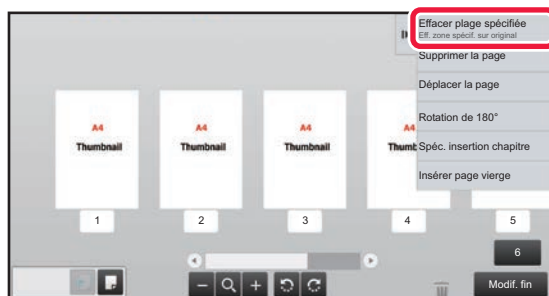 Effacer plage spécifiée
Eff. zone spécif. sur original
Supprimer la page
Déplacer la page
Rotation de 180°
Spéc. insertion chapitre
Insérer page vierge
A4
Thumbnail
A4
Thumbnail
A4
Thumbnail
A4
Thumb
1
2
3
4
5
6
Modif. fin